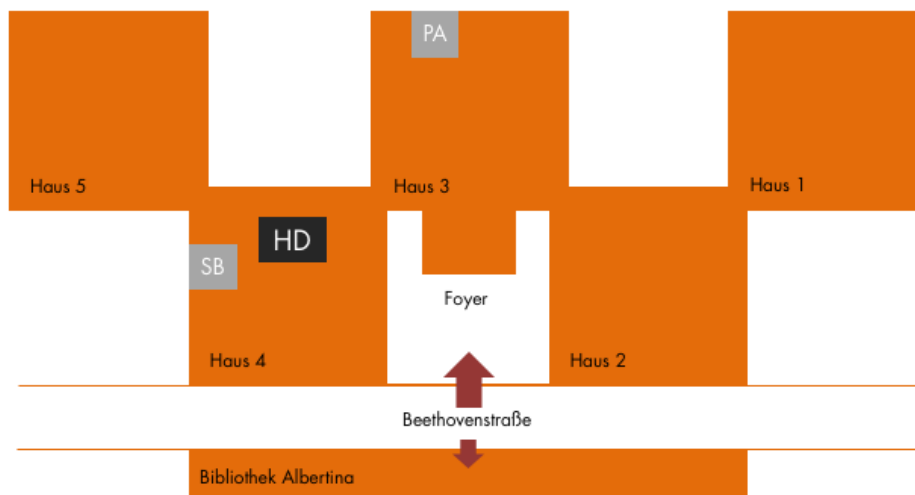 PA
Haus 5
Haus 3
Haus 1
HD
SB
Foyer
Haus 4
Haus 2
Beethovenstraße
Bibliothek Albertina